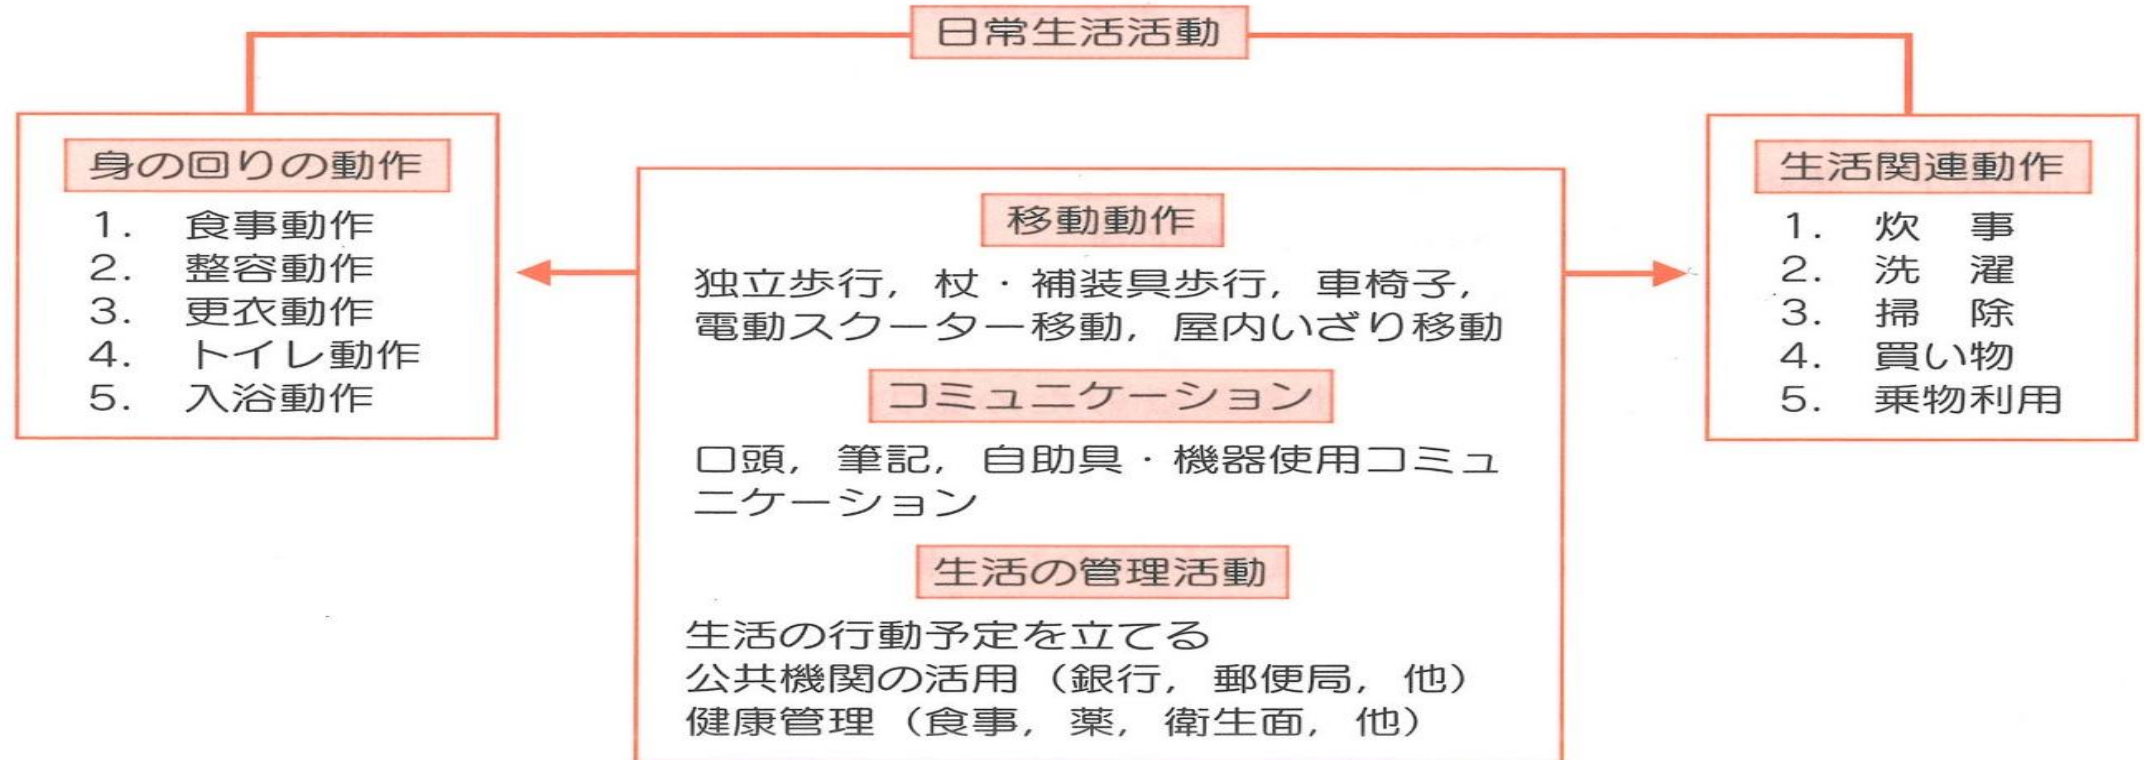 日常生活活動
身の回りの動作
1. 食事動作
2. 整容動作
3. 更衣動作
4. トイレ動作
5. 入浴動作
移動動作
独立歩行，杖・補装具歩行，車椅子，
電動スクーター移動，屋内いざり移動
コミュニケーション
口頭，筆記，自助具・機器使用コミュ
ニケーション
生活の管理活動
生活の行動予定を立てる
公共機関の活用（銀行，郵便局，他）
健康管理（食事，薬，衛生面，他）
生活関連動作
1. 炊　事
2. 洗　濯
3. 掃　除
4. 買い物
5. 乗物利用